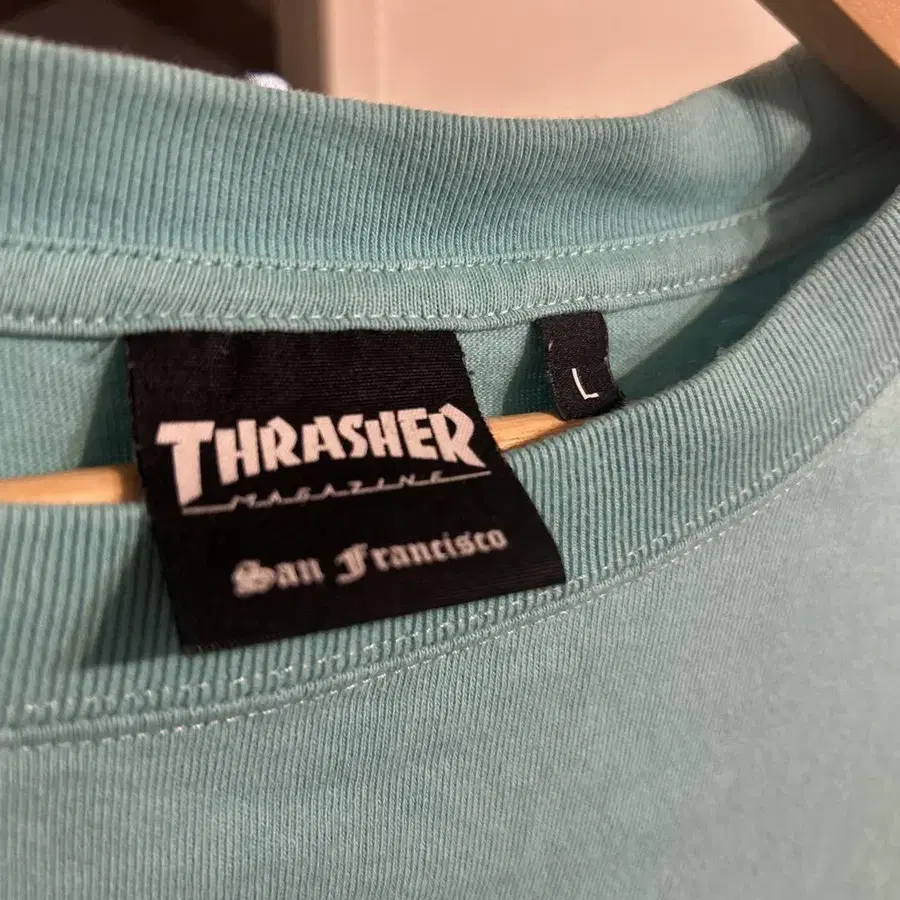 THRASHER
MAGAZINE
San Francisco
L